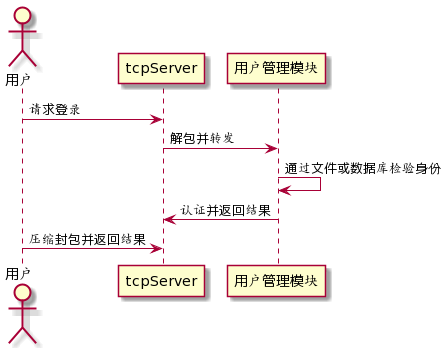 用户
tcpServer
用户管理模块
请求登录
解包并转发
通过文件或数据库检验身份
认证并返回结果
压缩封包并返回结果
用户
tcpServer
用户管理模块